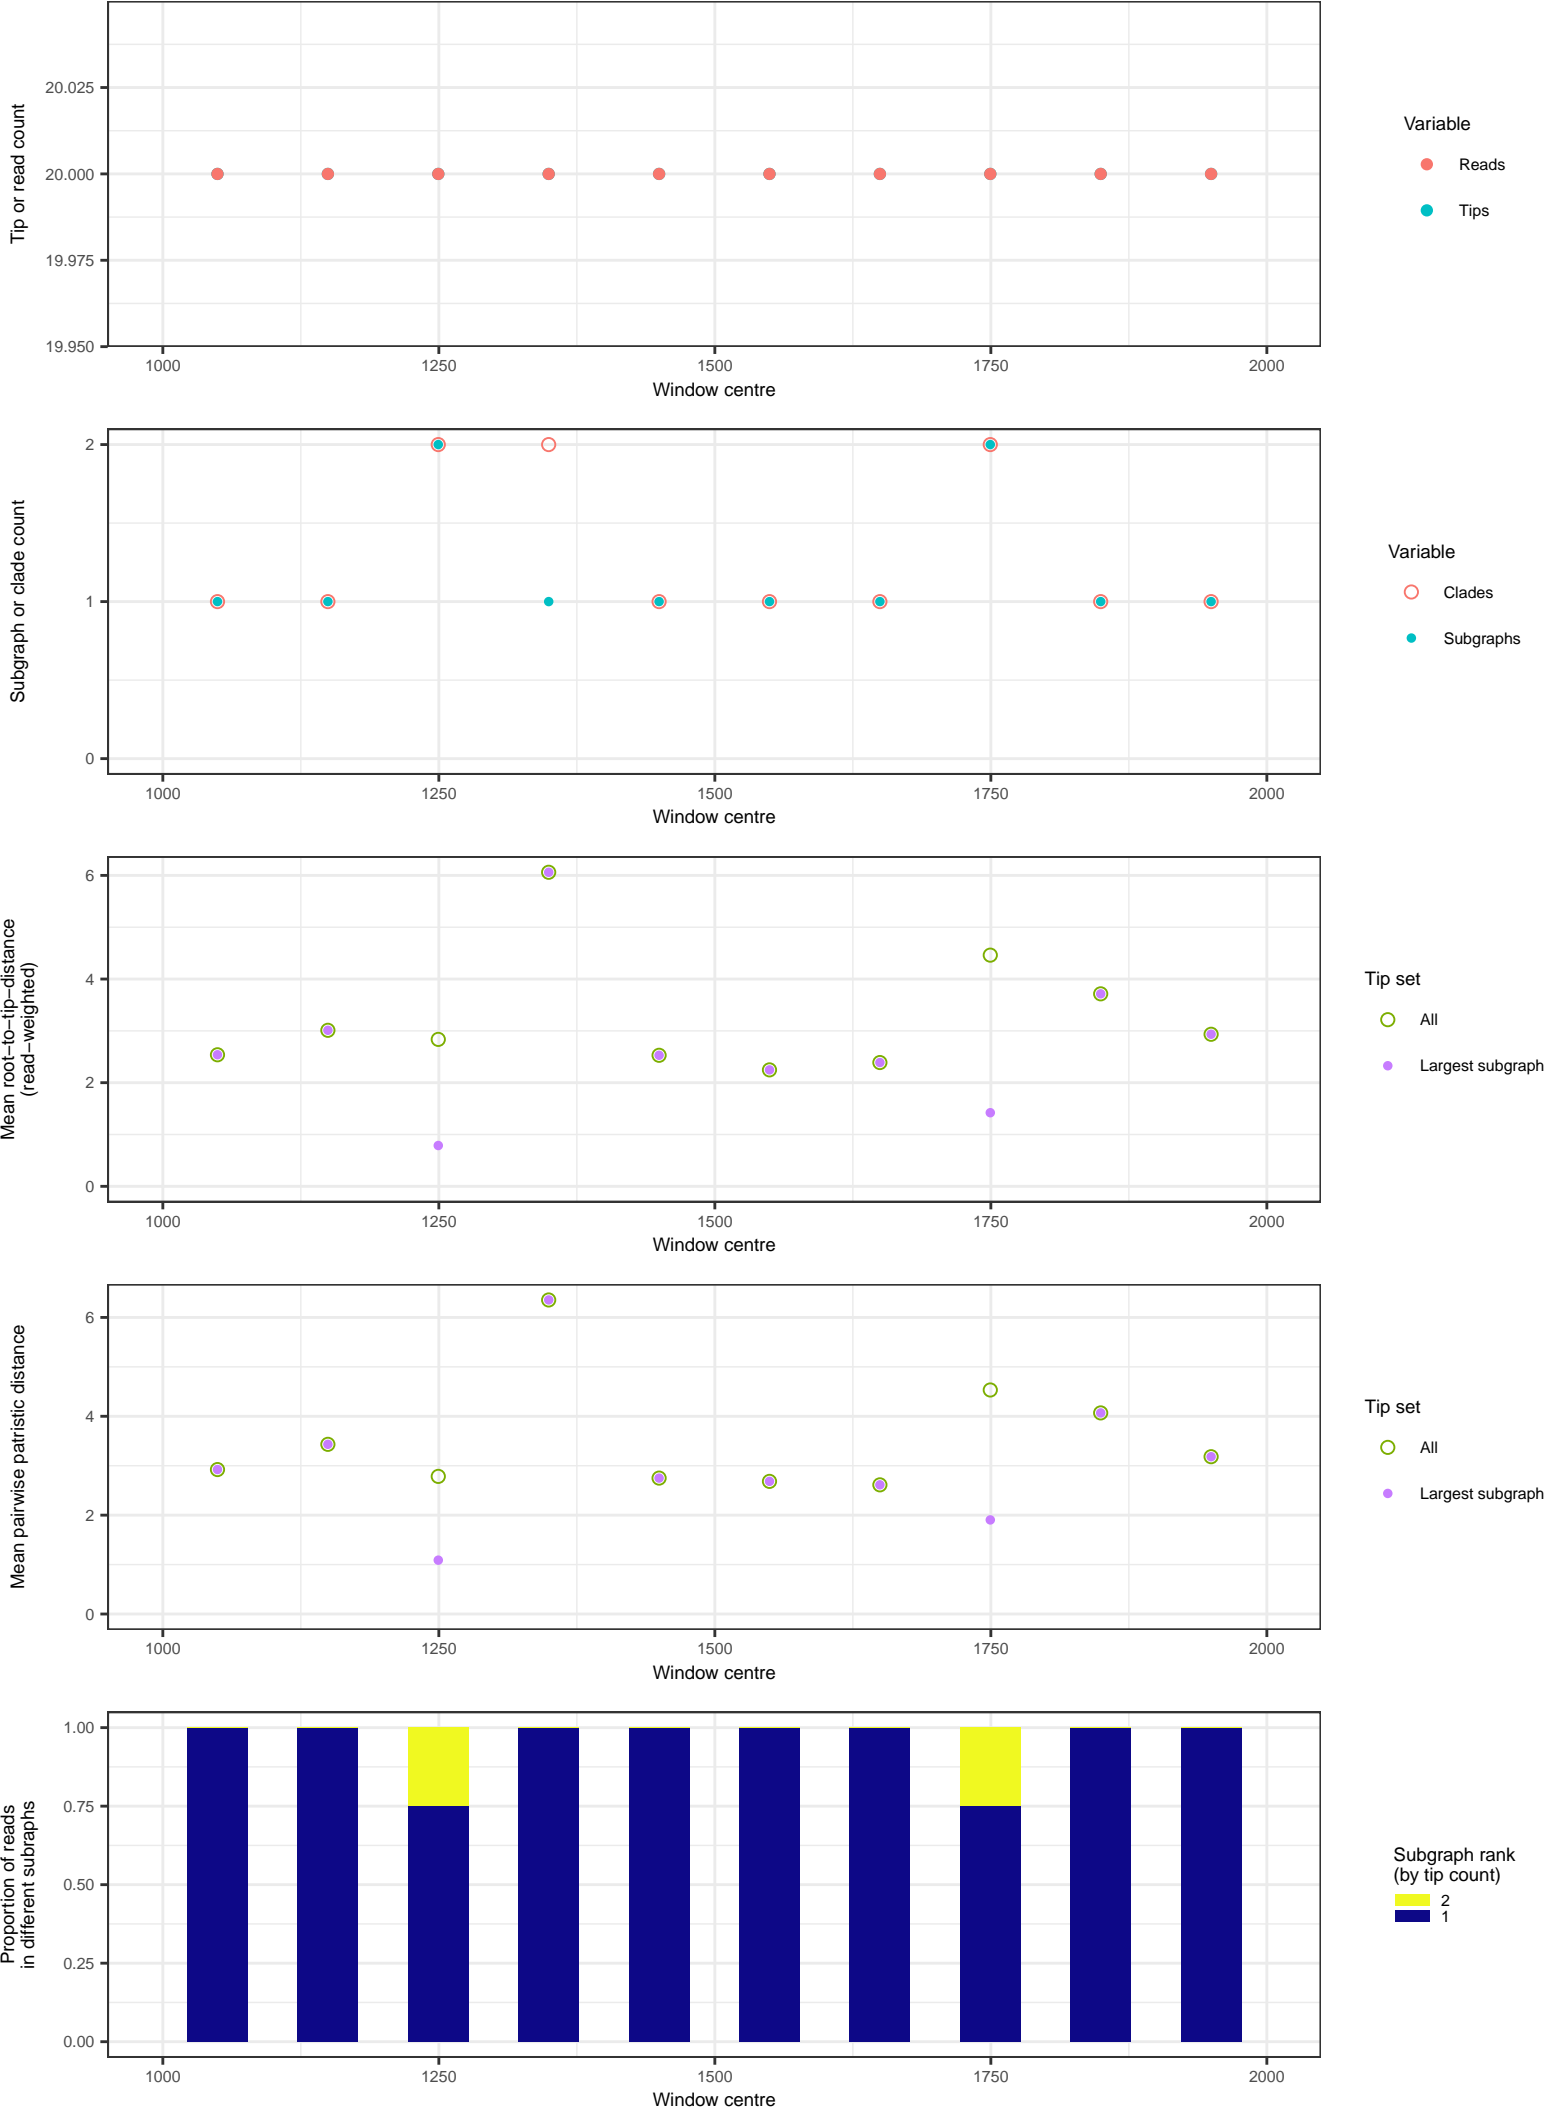 Tip or read count
20.025
20.000
19.975
19.950
1000 1250 1500 1750 2000
Window centre
Variable
Reads
Tips
Subgraph or clade count
2
1
0
1000 1250 1500 1750 2000
Window centre
Variable
Clades
Subgraphs
Mean root−to−tip−distance
(read−weighted)
6
4
2
0
1000 1250 1500 1750 2000
Window centre
Tip set
All
Largest subgraph
Mean pairwise patristic distance
6
4
2
0
1000 1250 1500 1750 2000
Window centre
Tip set
All
Largest subgraph
Proportion of reads
in different subraphs
1.00
0.75
0.50
0.25
0.00
1000 1250 1500 1750 2000
Window centre
Subgraph rank
(by tip count)
2
1